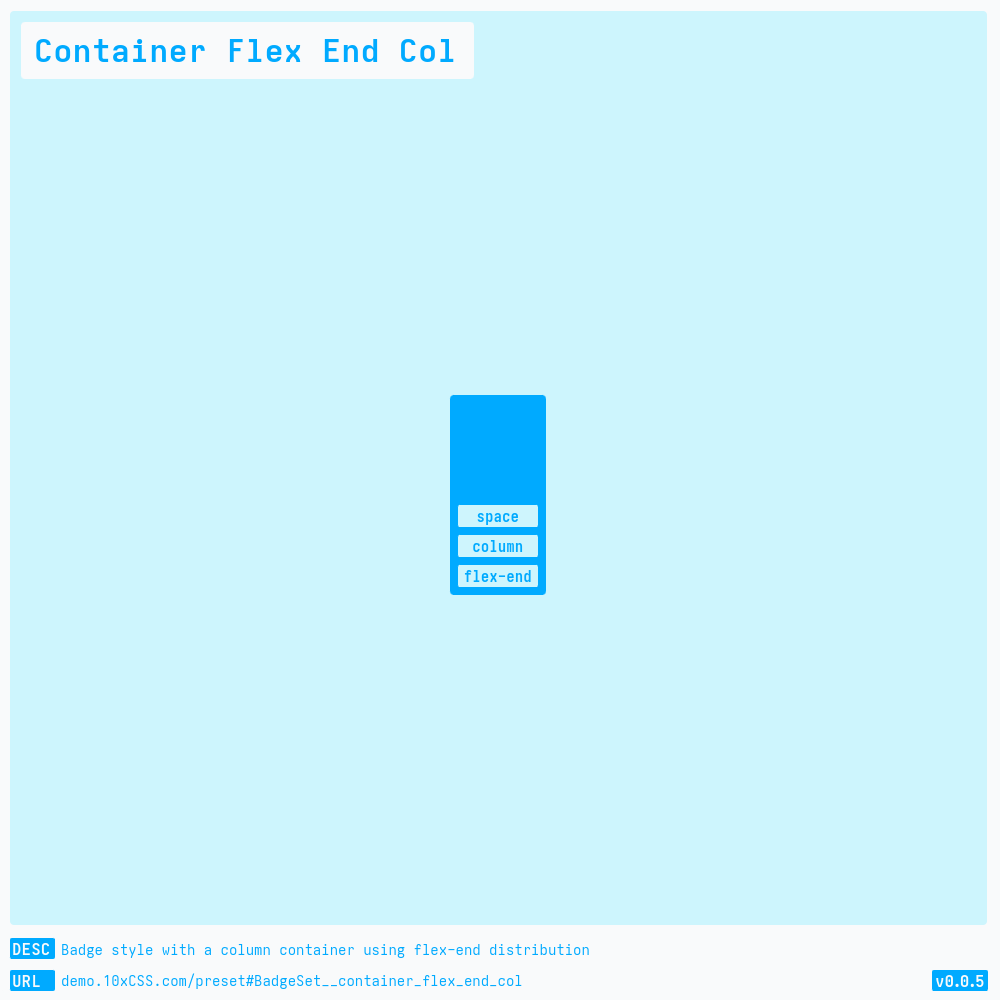 Container Flex End Col
space
column
flex-end
DESC Badge style with a column container using flex-end distribution
URL demo.10xCSS.com/preset#BadgeSet__container_flex_end_col
v0.0.5